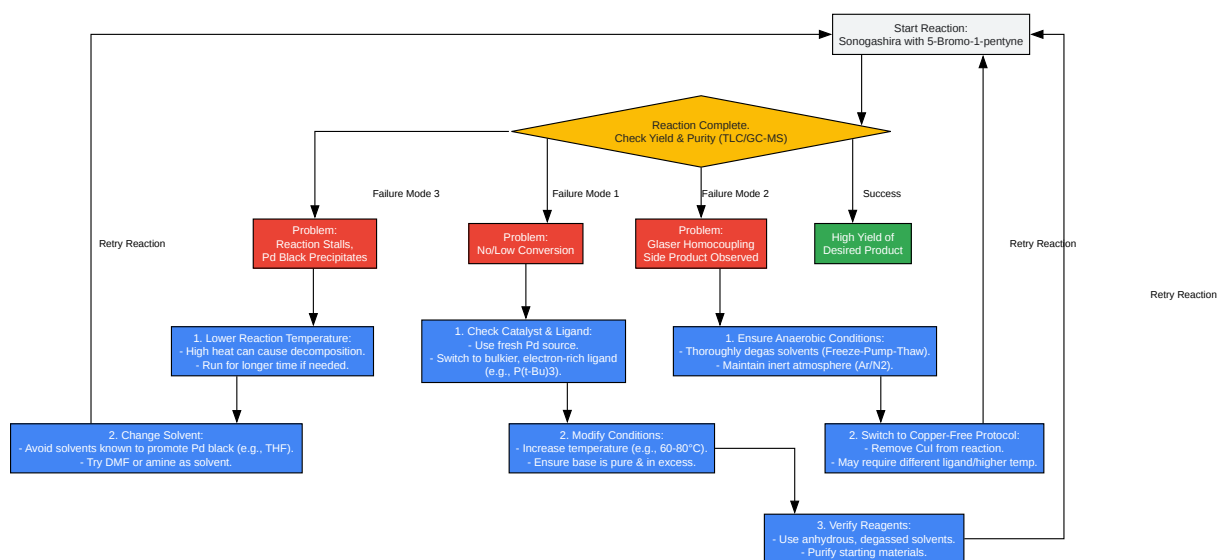 Start Reaction:
Sonogashira with 5-Bromo-1-pentyne
Reaction Complete.
Check Yield & Purity (TLC/GC-MS)
Failure Mode 3
Failure Mode 1
Failure Mode 2
Success
Problem:
Reaction Stalls,
Pd Black Precipitates
Problem:
No/Low Conversion
Problem:
Glaser Homocoupling
Side Product Observed
High Yield of
Desired Product
Retry Reaction
Retry Reaction
Retry Reaction
1. Lower Reaction Temperature:
- High heat can cause decomposition.
- Run for longer time if needed.
1. Check Catalyst & Ligand:
- Use fresh Pd source.
- Switch to bulkier, electron-rich ligand
(e.g., P(t-Bu)3).
1. Ensure Anaerobic Conditions:
- Thoroughly degas solvents (Freeze-Pump-Thaw).
- Maintain inert atmosphere (Ar/N2).
2. Change Solvent:
- Avoid solvents known to promote Pd black (e.g., THF).
- Try DMF or amine as solvent.
2. Modify Conditions:
- Increase temperature (e.g., 60-80°C).
- Ensure base is pure & in excess.
2. Switch to Copper-Free Protocol:
- Remove CuI from reaction.
- May require different ligand/higher temp.
3. Verify Reagents:
- Use anhydrous, degassed solvents.
- Purify starting materials.